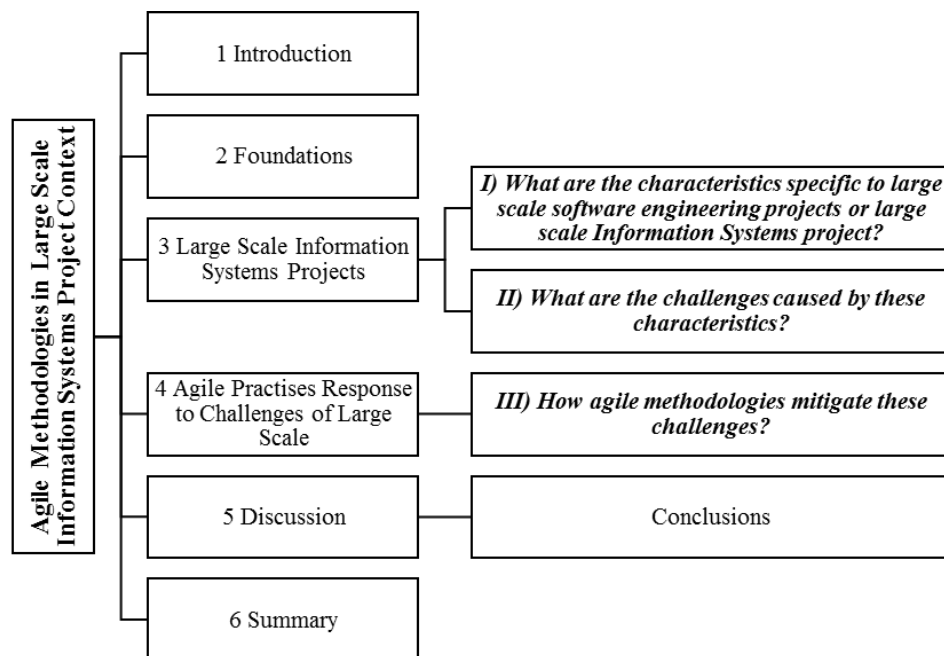 Agile Methodologies in Large Scale
Information Systems Project Context
1 Introduction
2 Foundations
3 Large Scale Information
Systems Projects
I) What are the characteristics specific to large
scale software engineering projects or large
scale Information Systems project?
II) What are the challenges caused by these
characteristics?
4 Agile Practises Response
to Challenges of Large
Scale
III) How agile methodologies mitigate these
challenges?
5 Discussion
Conclusions
6 Summary